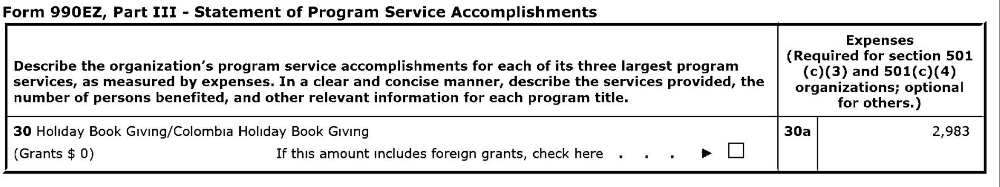 Form 990EZ, Part III - Statement of Program Service Accomplishments
Describe the organization's program service accomplishments for each of its three largest program
services, as measured by expenses. In a clear and concise manner, describe the services provided, the
number of persons benefited, and other relevant information for each program title.
Expenses
(Required for section 501
(c)(3) and 501(c)(4)
organizations; optional
for others.)
30 Holiday Book Giving/Colombia Holiday Book Giving
30a
2,983
(Grants $ 0)
If this amount includes foreign grants, check here . . . ▶ ☐